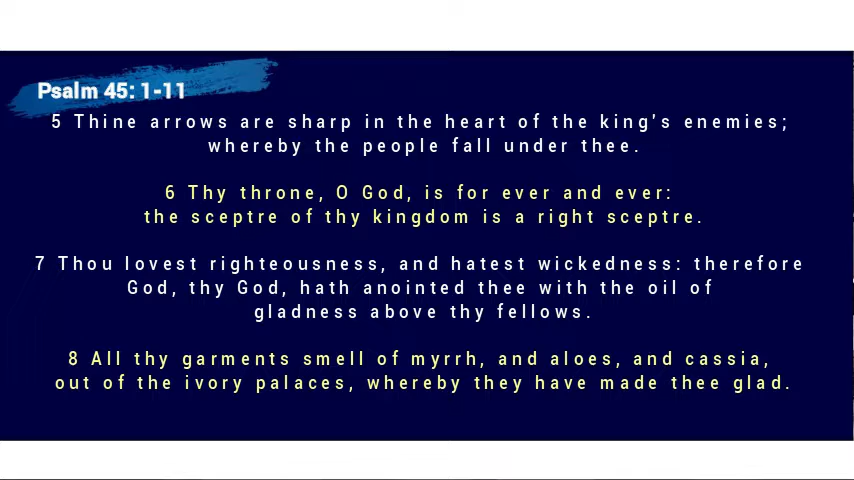 Psalm 45: 1-11
5 Thine arrows are sharp in the heart of the king's enemies;
whereby the people fall under thee.
6 Thy throne, O God, is for ever and ever:
the sceptre of thy kingdom is a right sceptre.
7 Thou lovest righteousness, and hatest wickedness: therefore
God, thy God, hath anointed thee with the oil of
gladness above thy fellows.
8 All thy garments smell of myrrh, and aloes, and cassia,
out of the ivory palaces, whereby they have made thee glad.